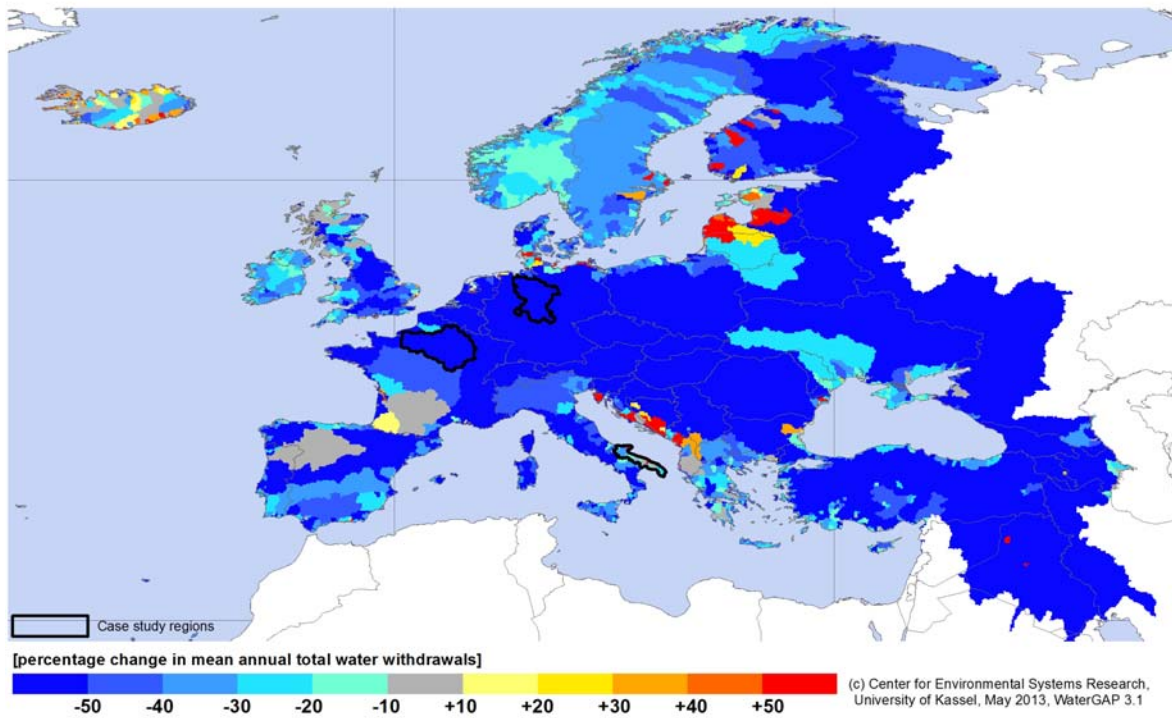 Case study regions
[percentage change in mean annual total water withdrawals]
-50 -40 -30 -20 -10 +10 +20 +30 +40 +50
(c) Center for Environmental Systems Research,
University of Kassel, May 2013, WaterGAP 3.1